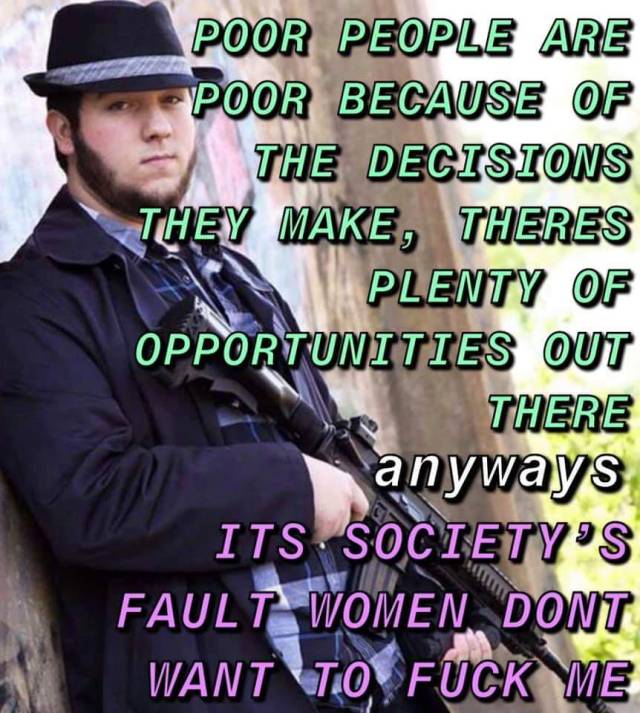 POOR PEOPLE ARE
POOR BECAUSE OF
THE DECISIONS
THEY MAKE, THERES
PLENTY OF
OPPORTUNITIES OUT
THERE
anyways
ITS SOCIETY'S
FAULT WOMEN DONT
WANT TO FUCK ME